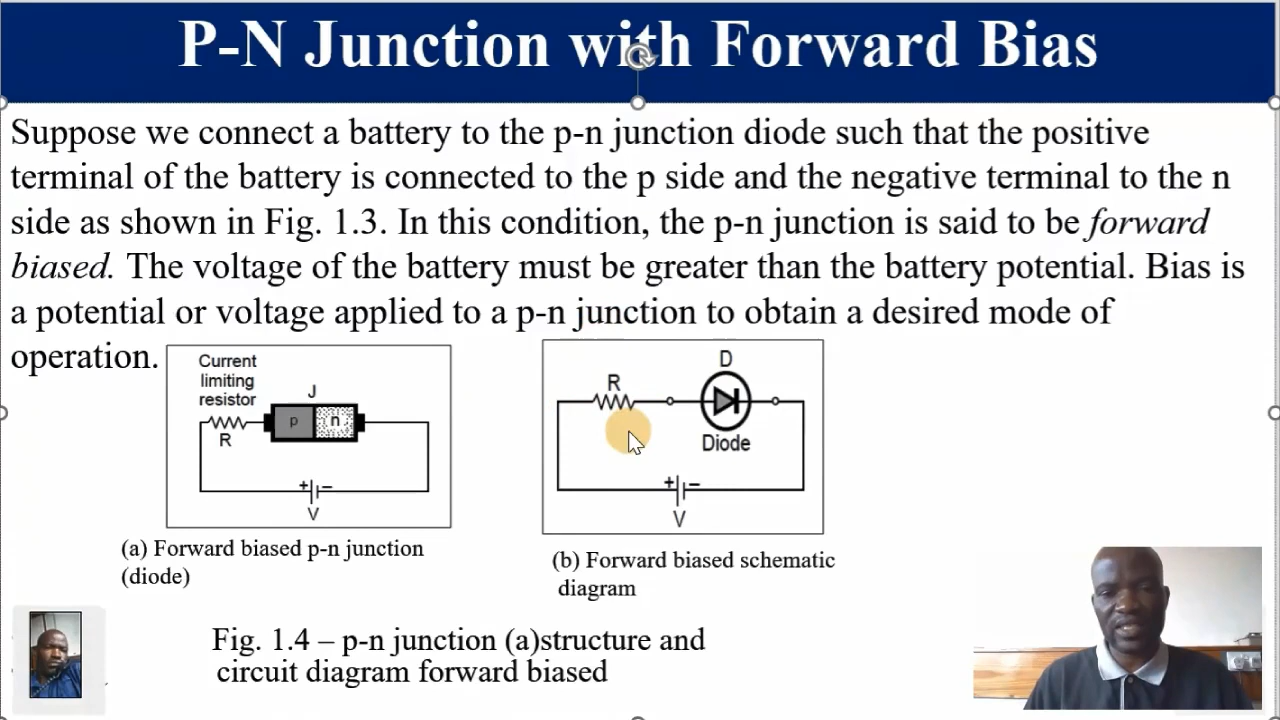 P-N Junction with Forward Bias
Suppose we connect a battery to the p-n junction diode such that the positive
terminal of the battery is connected to the p side and the negative terminal to the n
side as shown in Fig. 1.3. In this condition, the p-n junction is said to be forward
biased. The voltage of the battery must be greater than the battery potential. Bias is
a potential or voltage applied to a p-n junction to obtain a desired mode of
operation.
Current
limiting
resistor
J
p
n
R
+
−
V
D
R
Diode
+
−
V
(a) Forward biased p-n junction
(diode)
(b) Forward biased schematic
diagram
Fig. 1.4 – p-n junction (a)structure and
circuit diagram forward biased